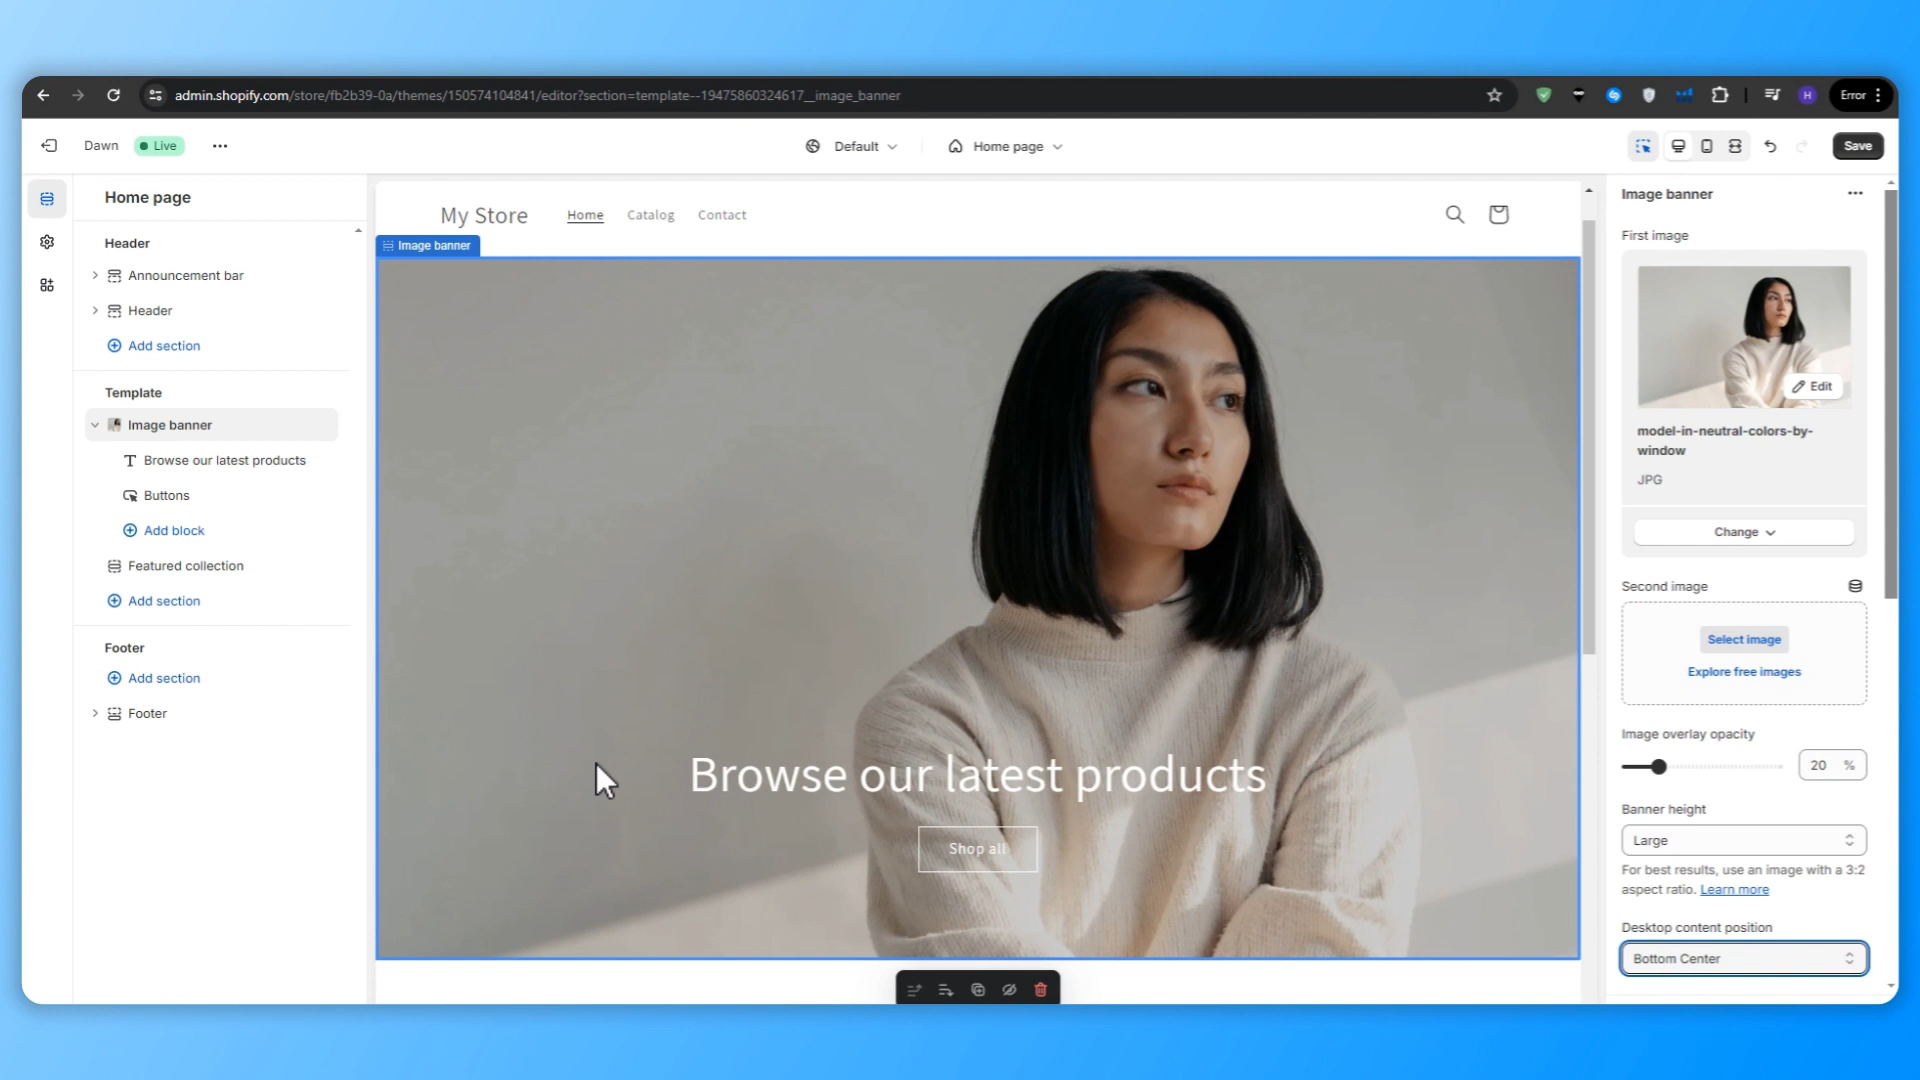 admin.shopify.com/store/fb2b39-0a/themes/150574104841/editor?section=template--19475860324617__image_banner
H
Error
Dawn
Live
Default
Home page
Save
Home page
Header
Announcement bar
Header
Add section
Template
Image banner
Browse our latest products
Buttons
Add block
Featured collection
Add section
Footer
Add section
Footer
My Store
Home
Catalog
Contact
Image banner
Browse our latest products
Shop all
Image banner
First image
Edit
model-in-neutral-colors-by-
window
JPG
Change
Second image
Select image
Explore free images
Image overlay opacity
20 %
Banner height
Large
For best results, use an image with a 3:2
aspect ratio. Learn more
Desktop content position
Bottom Center